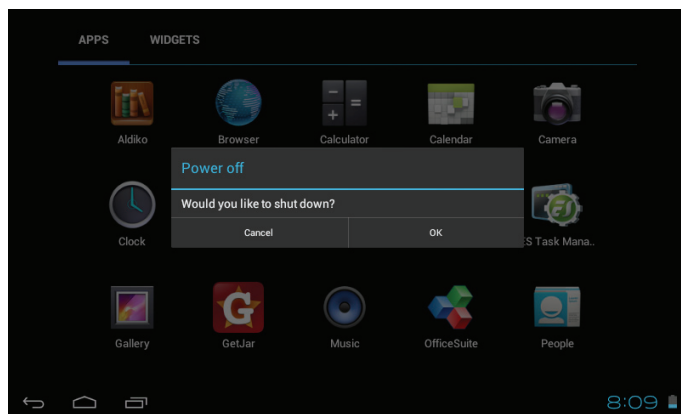 APPS WIDGETS
Aldiko Browser Calculator Calendar Camera
Power off
Would you like to shut down?
Cancel OK
Clock S Task Mana..
Gallery GetJar Music OfficeSuite People
8:09